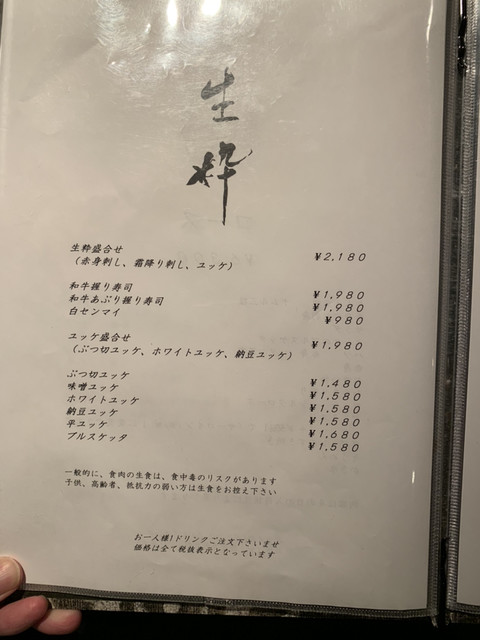 生粋
生粋盛合せ ¥2,180
(赤身刺し、霜降り刺し、ユッケ)
和牛握り寿司 ¥1,980
和牛あぶり握り寿司 ¥1,980
白センマイ ¥980
ユッケ盛合せ ¥1,980
(ぶつ切ユッケ、ホワイトユッケ、納豆ユッケ)
ぶつ切ユッケ ¥1,480
味噌ユッケ ¥1,580
ホワイトユッケ ¥1,580
納豆ユッケ ¥1,580
平ユッケ ¥1,680
ブルスケッタ ¥1,580
一般的に、食肉の生食は、食中毒のリスクがあります
子供、高齢者、抵抗力の弱い方は生食をお控え下さい
お一人様1ドリンクご注文下さいませ
価格は全て税抜表示となっています